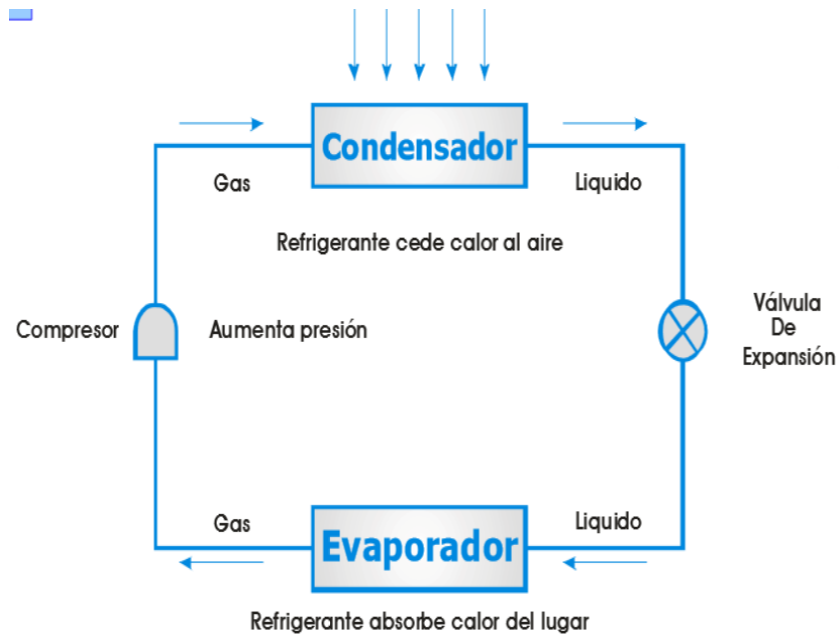 Condensador
Gas
Liquido
Refrigerante cede calor al aire
Compresor
Aumenta presión
Válvula
De
Expansión
Gas
Liquido
Evaporador
Refrigerante absorbe calor del lugar